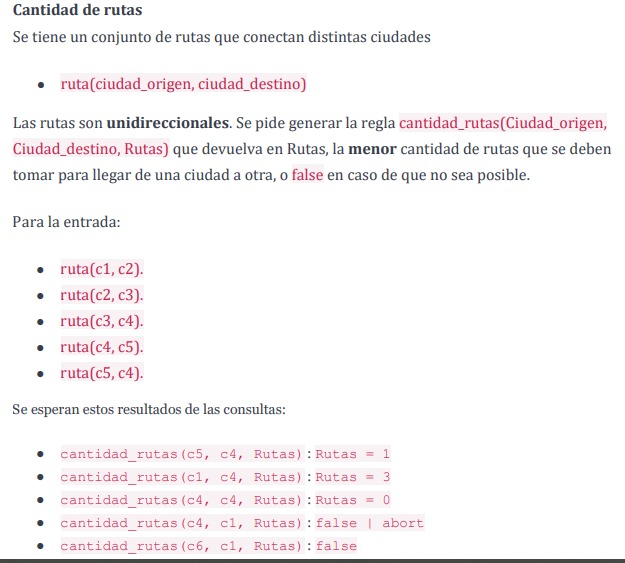 Cantidad de rutas
Se tiene un conjunto de rutas que conectan distintas ciudades
• ruta(ciudad_origen, ciudad_destino)
Las rutas son unidireccionales. Se pide generar la regla cantidad_rutas(Ciudad_origen,
Ciudad_destino, Rutas) que devuelva en Rutas, la menor cantidad de rutas que se deben
tomar para llegar de una ciudad a otra, o false en caso de que no sea posible.
Para la entrada:
• ruta(c1, c2).
• ruta(c2, c3).
• ruta(c3, c4).
• ruta(c4, c5).
• ruta(c5, c4).
Se esperan estos resultados de las consultas:
• cantidad_rutas(c5, c4, Rutas): Rutas = 1
• cantidad_rutas(c1, c4, Rutas): Rutas = 3
• cantidad_rutas(c4, c4, Rutas): Rutas = 0
• cantidad_rutas(c4, c1, Rutas): false | abort
• cantidad_rutas(c6, c1, Rutas): false